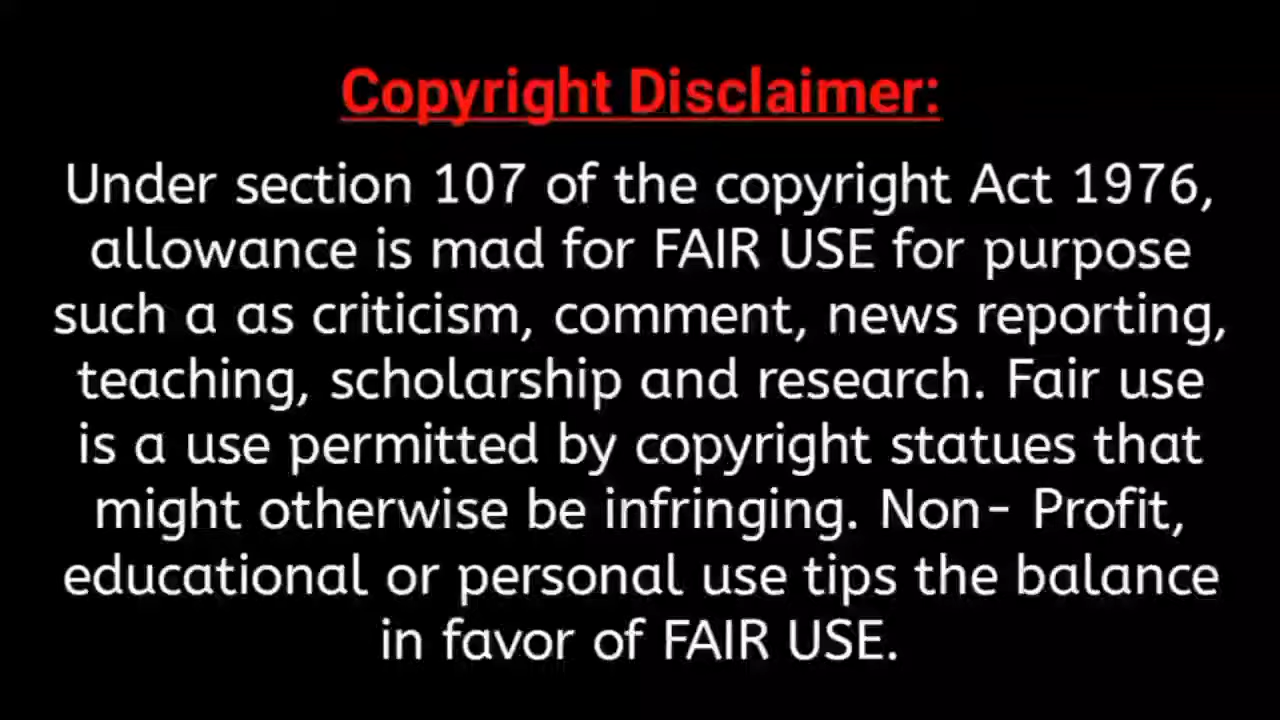 Copyright Disclaimer:
Under section 107 of the copyright Act 1976,
allowance is mad for FAIR USE for purpose
such a as criticism, comment, news reporting,
teaching, scholarship and research. Fair use
is a use permitted by copyright statues that
might otherwise be infringing. Non- Profit,
educational or personal use tips the balance
in favor of FAIR USE.